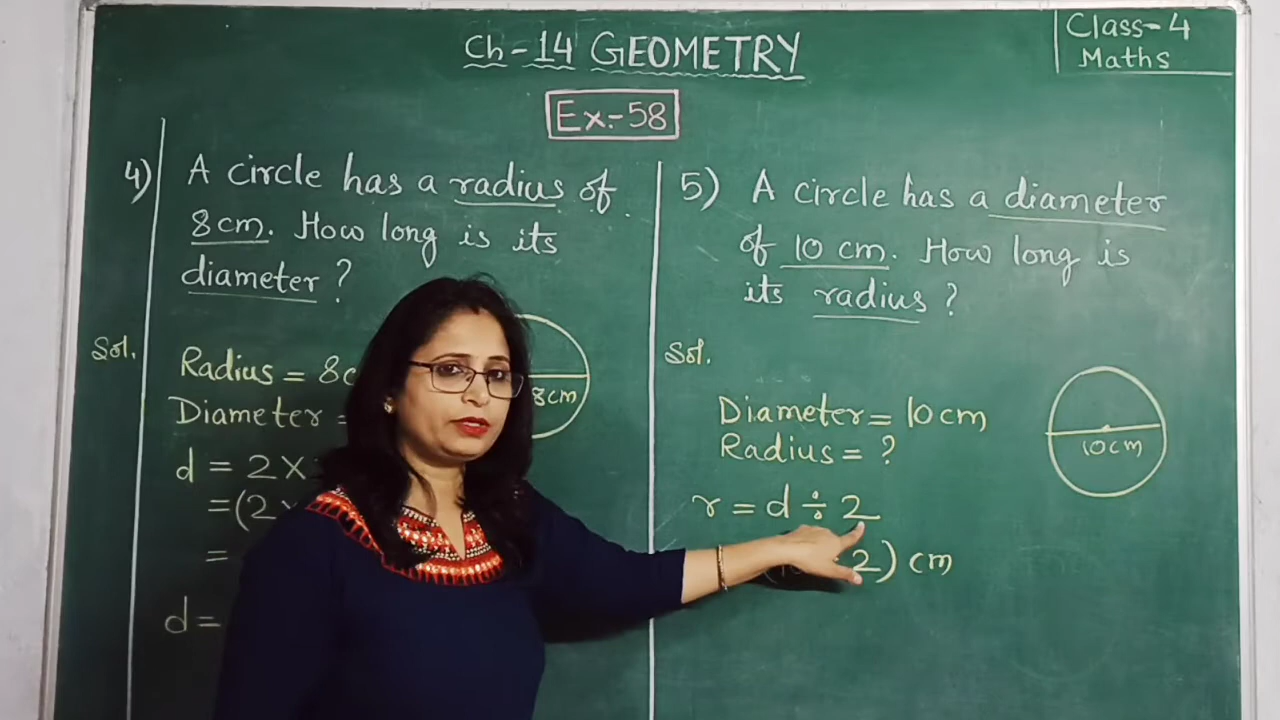 Ch-14 GEOMETRY
Class-4
Maths
Ex.-58
4) A circle has a radius of
8cm. How long is its
diameter ?
Sol.
Radius = 8c
Diameter =
8cm
d = 2 ×
=(2
=
d =
5) A circle has a diameter
of 10 cm. How long is
its radius ?
Sol.
Diameter = 10cm
Radius = ?
10cm
r = d ÷ 2
2) cm